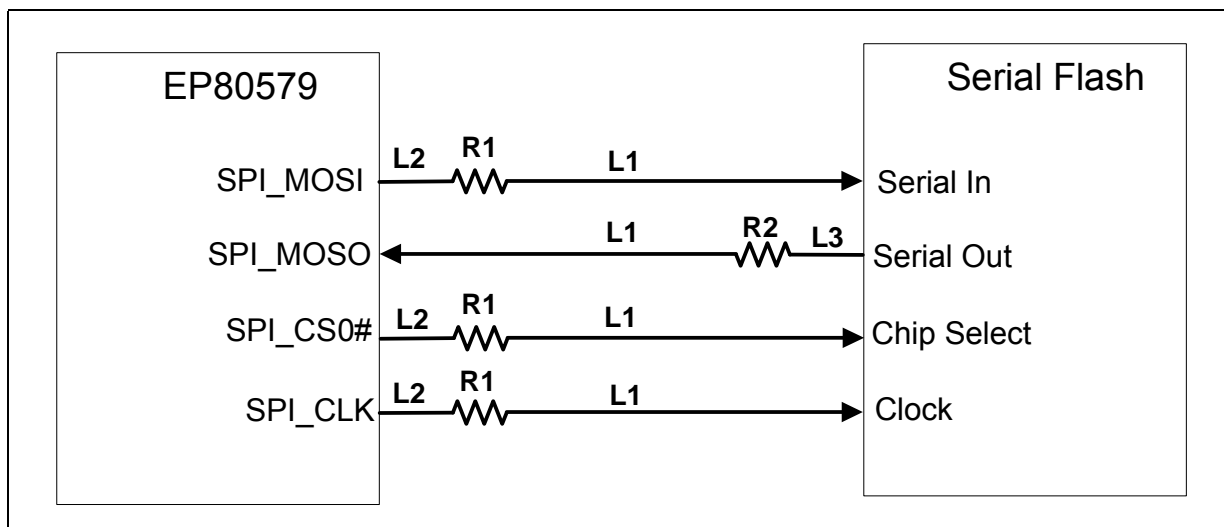 EP80579
Serial Flash
SPI_MOSI L2 R1 L1 Serial In
SPI_MOSO L1 R2 L3 Serial Out
SPI_CS0# L2 R1 L1 Chip Select
SPI_CLK L2 R1 L1 Clock